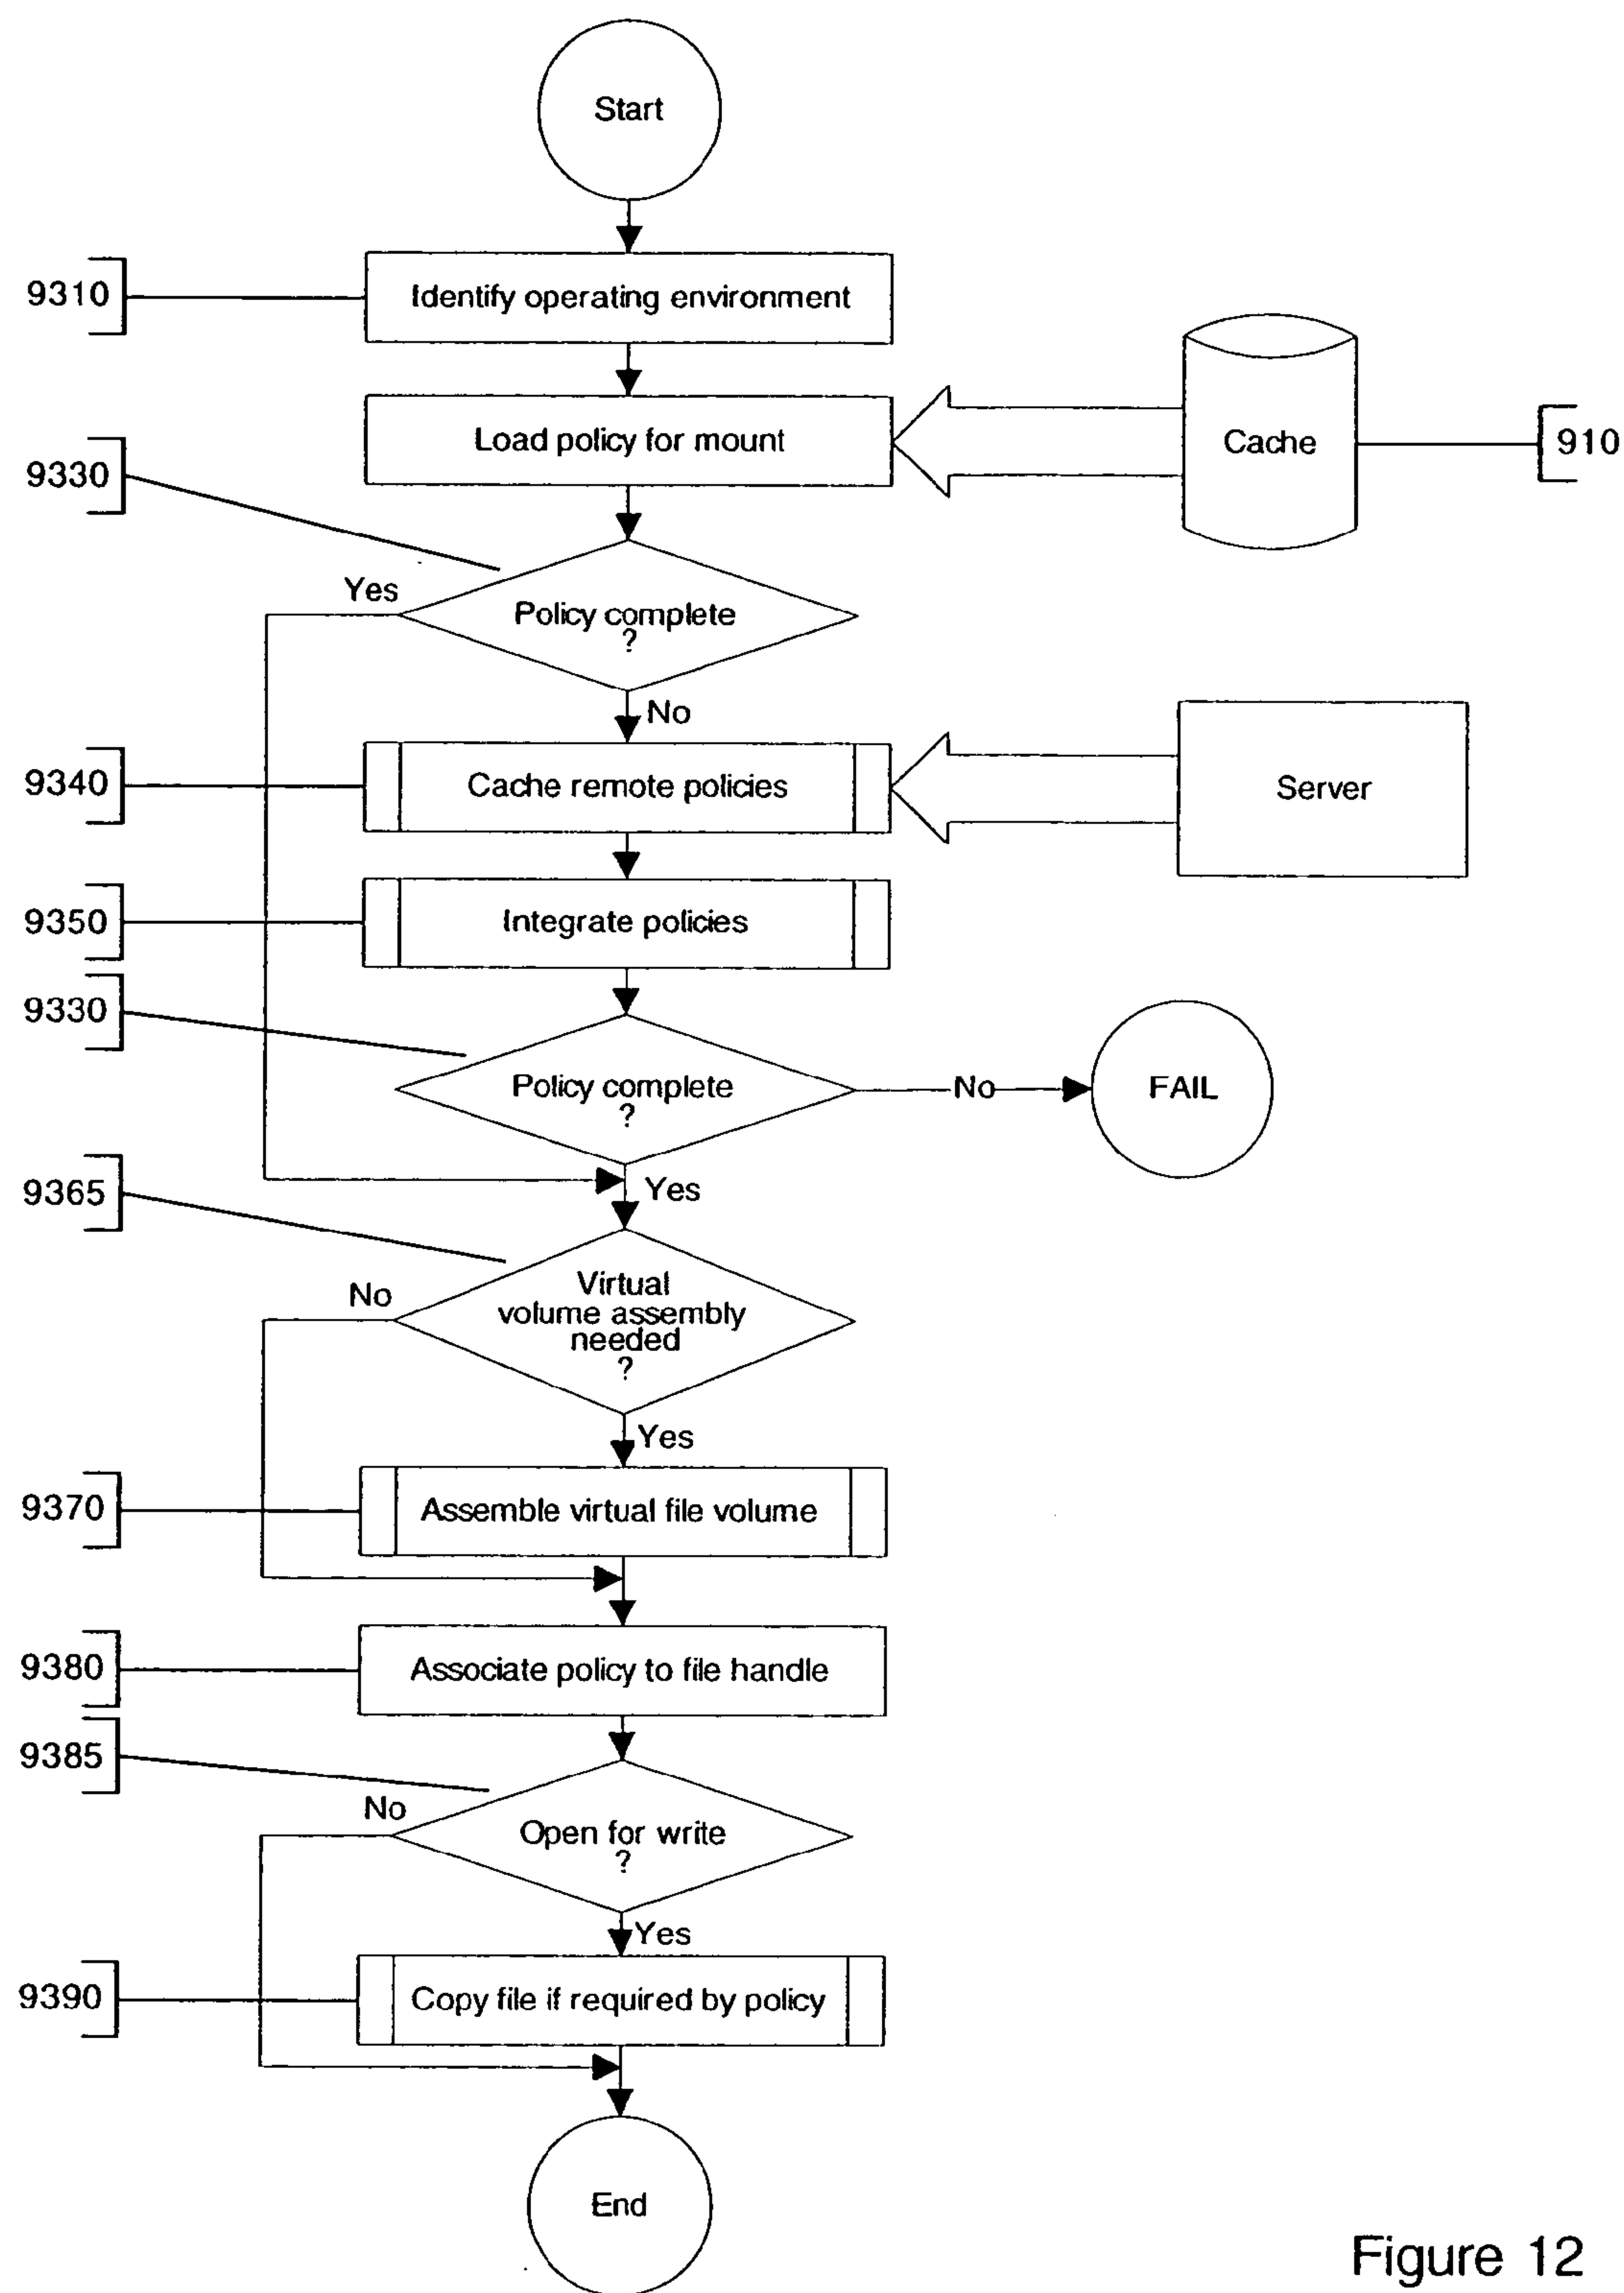 Start
9310
Identify operating environment
Load policy for mount
Cache
910
9330
Yes
Policy complete
?
No
9340
Cache remote policies
Server
9350
Integrate policies
9330
Policy complete
?
No
FAIL
Yes
9365
No
Virtual
volume assembly
needed
?
Yes
9370
Assemble virtual file volume
9380
Associate policy to file handle
9385
No
Open for write
?
Yes
9390
Copy file if required by policy
End
Figure 12